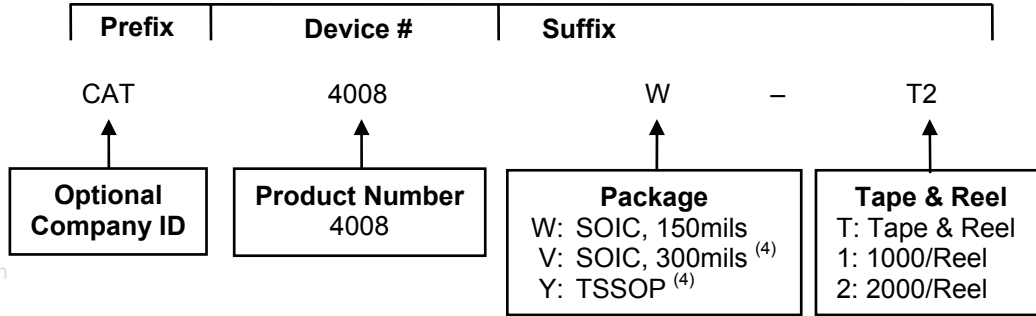 Prefix Device # Suffix
CAT 4008 W – T2
Optional
Company ID
Product Number
4008
Package
W: SOIC, 150mils
V: SOIC, 300mils (4)
Y: TSSOP (4)
Tape & Reel
T: Tape & Reel
1: 1000/Reel
2: 2000/Reel